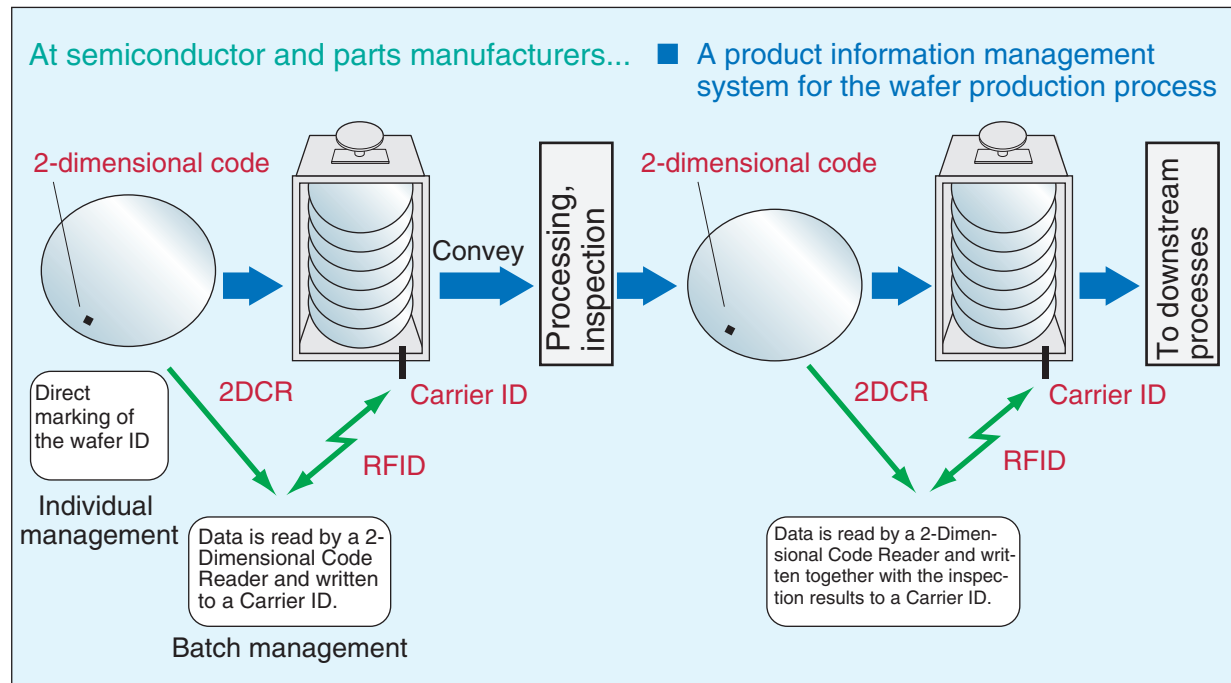 At semiconductor and parts manufacturers...
■ A product information management
system for the wafer production process
2-dimensional code
Convey
Processing,
inspection
2-dimensional code
To downstream
processes
Direct
marking of
the wafer ID
2DCR
Carrier ID
RFID
Individual
management
Data is read by a 2-
Dimensional Code
Reader and written
to a Carrier ID.
Batch management
2DCR
Carrier ID
RFID
Data is read by a 2-Dimen-
sional Code Reader and writ-
ten together with the inspec-
tion results to a Carrier ID.